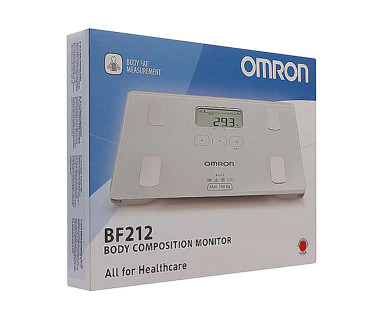 BODY FAT
MEASUREMENT
OMRON
29.3
OMRON
BF212
BODY COMPOSITION MONITOR
All for Healthcare